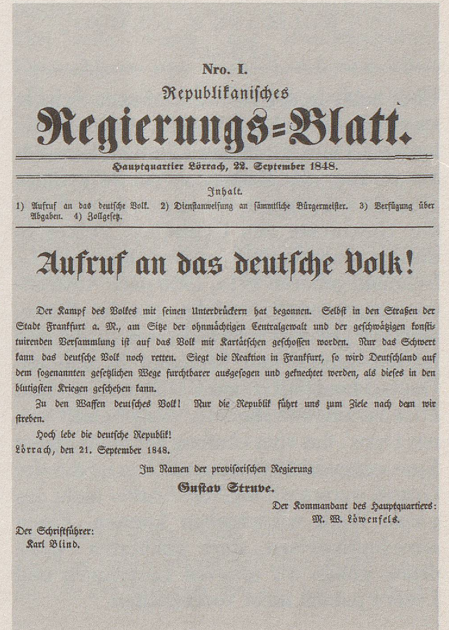 Nro. I.
Republikanisches
Regierungs=Blatt.
Hauptquartier Lörrach, 22. September 1848.
Inhalt.
1) Aufruf an das deutsche Volk. 2) Dienstanweisung an sämmtliche Bürgermeister. 3) Verfügung über
Abgaben. 4) Zollgesetz.
Aufruf an das deutsche Volk!
Der Kampf des Volkes mit seinen Unterdrückern hat begonnen. Selbst in den Straßen der
Stadt Frankfurt a. M., am Sitze der ohnmächtigen Centralgewalt und der geschwätzigen konsti=
tuirenden Versammlung ist auf das Volk mit Kartätschen geschossen worden. Nur das Schwert
kann das deutsche Volk noch retten. Siegt die Reaktion in Frankfurt, so wird Deutschland auf
dem sogenannten gesetzlichen Wege furchtbarer ausgesogen und geknechtet werden, als dieses in den
blutigsten Kriegen geschehen kann.
Zu den Waffen deutsches Volk! Nur die Republik führt uns zum Ziele nach dem wir
streben.
Hoch lebe die deutsche Republik!
Lörrach, den 21. September 1848.
Im Namen der provisorischen Regierung
Gustav Struve.
Der Kommandant des Hauptquartiers:
M. W. Löwenfels.
Der Schriftführer:
Karl Blind.